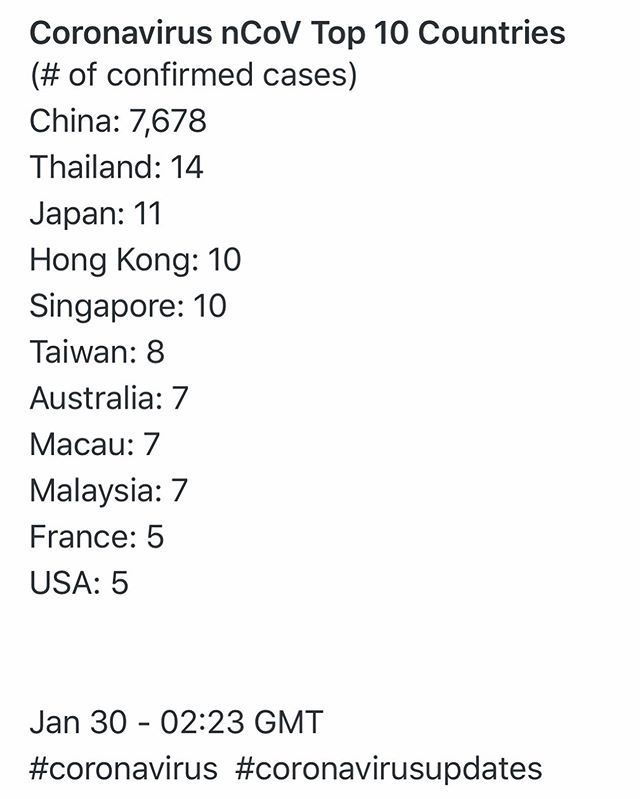 Coronavirus nCoV Top 10 Countries
(# of confirmed cases)
China: 7,678
Thailand: 14
Japan: 11
Hong Kong: 10
Singapore: 10
Taiwan: 8
Australia: 7
Macau: 7
Malaysia: 7
France: 5
USA: 5
Jan 30 - 02:23 GMT
#coronavirus #coronavirusupdates